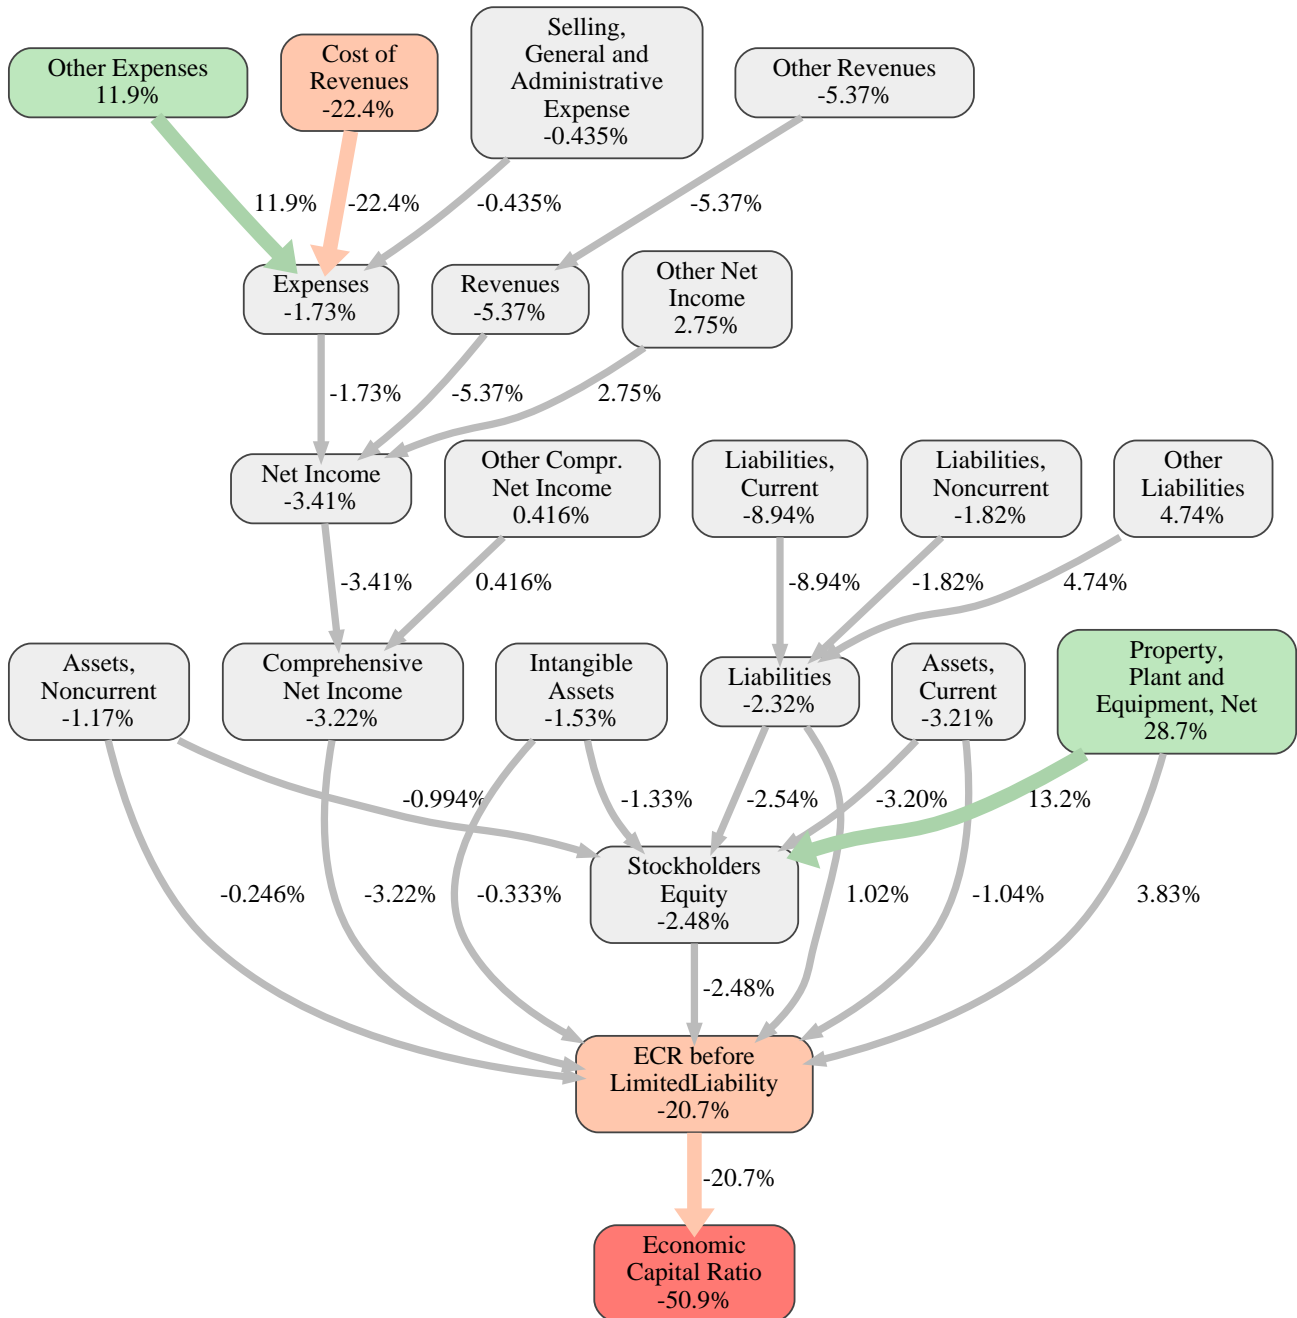 Other Expenses
11.9%
Cost of
Revenues
-22.4%
Selling,
General and
Administrative
Expense
-0.435%
Other Revenues
-5.37%
11.9%
-22.4%
-0.435%
-5.37%
Expenses
-1.73%
Revenues
-5.37%
Other Net
Income
2.75%
-1.73%
-5.37%
2.75%
Net Income
-3.41%
Other Compr.
Net Income
0.416%
Liabilities,
Current
-8.94%
Liabilities,
Noncurrent
-1.82%
Other
Liabilities
4.74%
-3.41%
0.416%
-8.94%
-1.82%
4.74%
Assets,
Noncurrent
-1.17%
Comprehensive
Net Income
-3.22%
Intangible
Assets
-1.53%
Liabilities
-2.32%
Assets,
Current
-3.21%
Property,
Plant and
Equipment, Net
28.7%
-0.994%
-1.33%
-2.54%
-3.20%
13.2%
Stockholders
Equity
-2.48%
-0.246%
-3.22%
-0.333%
1.02%
-1.04%
3.83%
-2.48%
ECR before
LimitedLiability
-20.7%
-20.7%
Economic
Capital Ratio
-50.9%